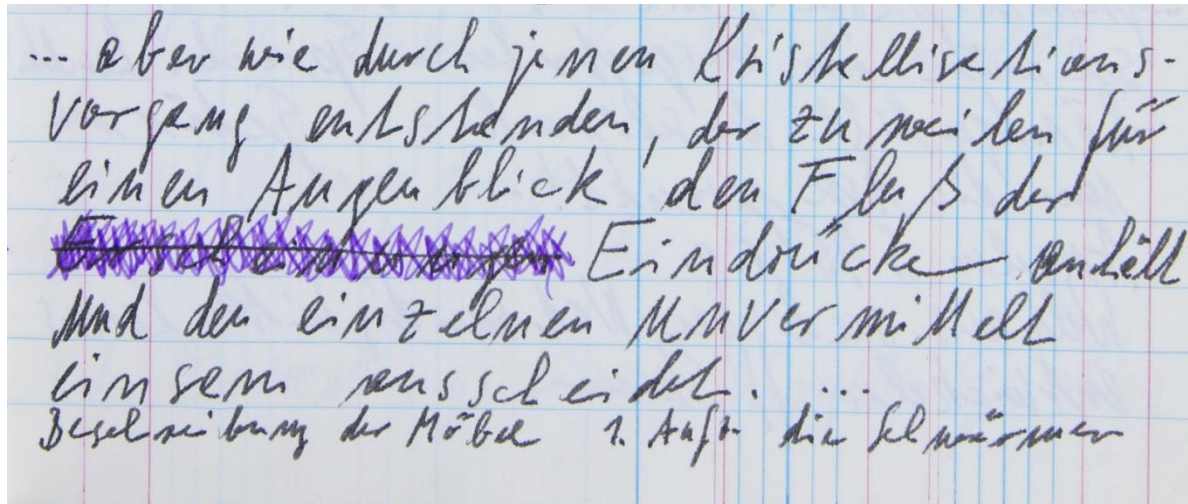 ... aber wie durch jenen Kristallisations-
vorgang entstanden, der zuweilen für
einen Augenblick den Fluß der
Eindrücke anhält
und den einzelnen unvermittelt
einsam ausscheidet. ...
Beschreibung der Möbel 1. Aufz. die Schwärmer